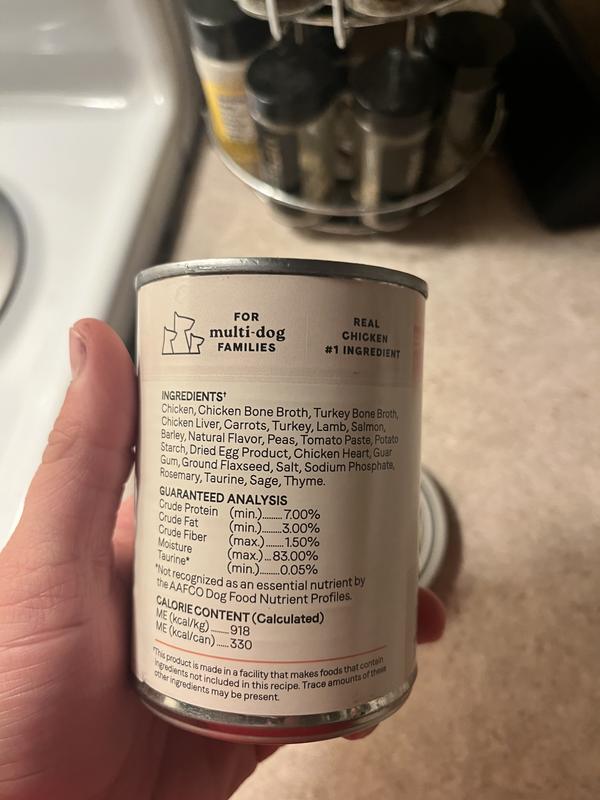 FOR
multi-dog
FAMILIES
REAL
CHICKEN
#1 INGREDIENT
INGREDIENTS†
Chicken, Chicken Bone Broth, Turkey Bone Broth,
Chicken Liver, Carrots, Turkey, Lamb, Salmon,
Barley, Natural Flavor, Peas, Tomato Paste, Potato
Starch, Dried Egg Product, Chicken Heart, Guar
Gum, Ground Flaxseed, Salt, Sodium Phosphate,
Rosemary, Taurine, Sage, Thyme.
GUARANTEED ANALYSIS
Crude Protein (min.)........7.00%
Crude Fat (min.)........3.00%
Crude Fiber (max.)........1.50%
Moisture (max.)...83.00%
Taurine* (min.)........0.05%
*Not recognized as an essential nutrient by
the AAFCO Dog Food Nutrient Profiles.
CALORIE CONTENT (Calculated)
ME (kcal/kg) ......918
ME (kcal/can) .....330
†This product is made in a facility that makes foods that contain
ingredients not included in this recipe. Trace amounts of these
other ingredients may be present.